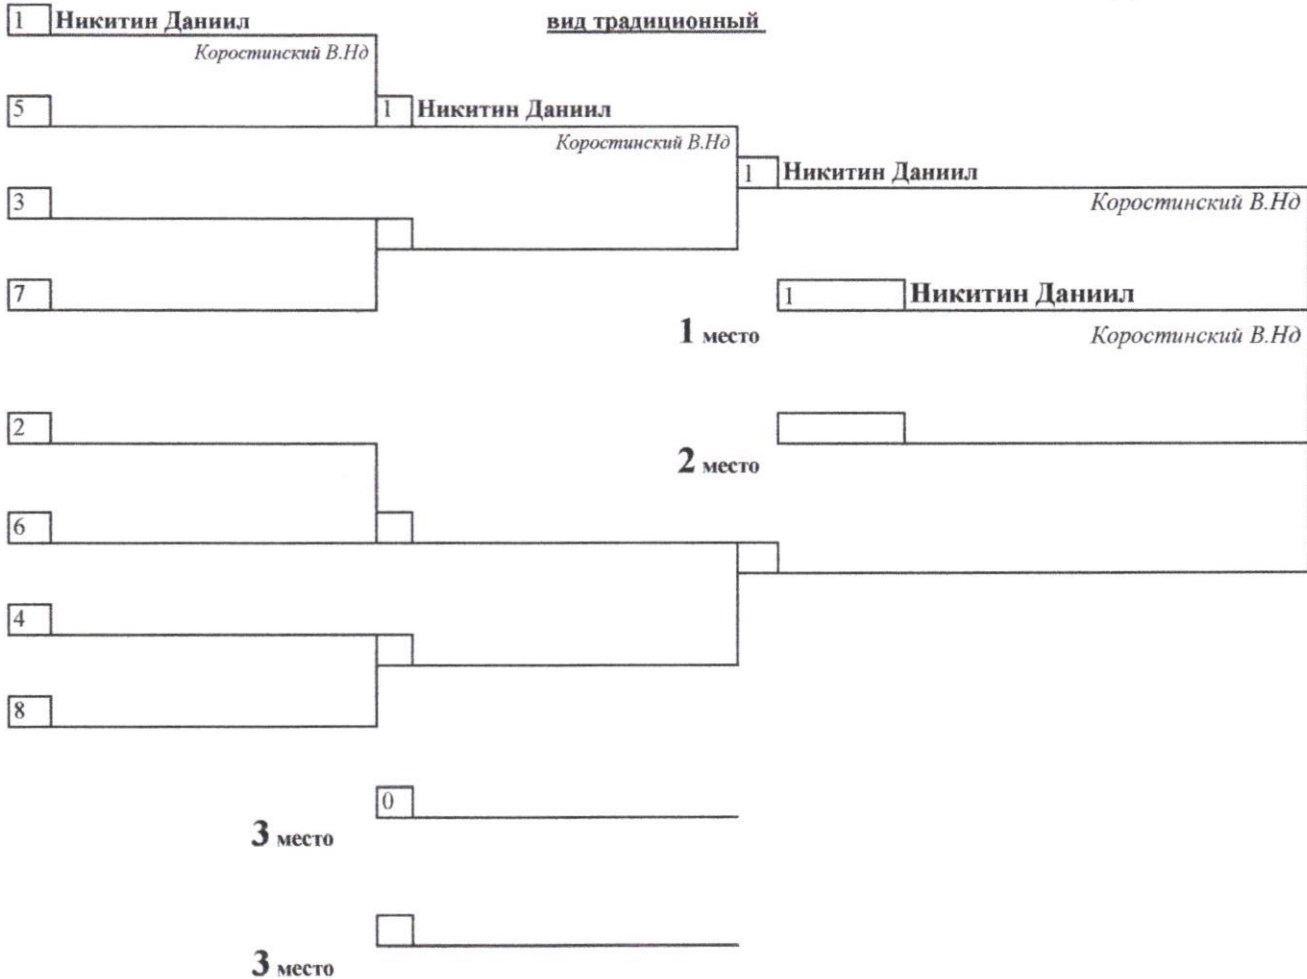 1 Никитин Даниил
вид традиционный
Коростинский В.Нд
5
1 Никитин Даниил
Коростинский В.Нд
1 Никитин Даниил
3
Коростинский В.Нд
7
1 Никитин Даниил
1 место
Коростинский В.Нд
2
2 место
6
4
8
0
3 место
3 место